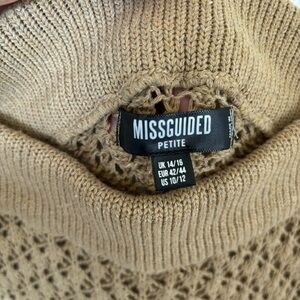 MISSGUIDED
PETITE
UK 14/16
EUR 42/44
US 10/12